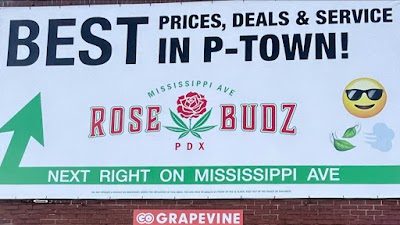 BEST PRICES, DEALS & SERVICE
IN P-TOWN!
MISSISSIPPI AVE
ROSE BUDZ
PDX
NEXT RIGHT ON MISSISSIPPI AVE
GRAPEVINE